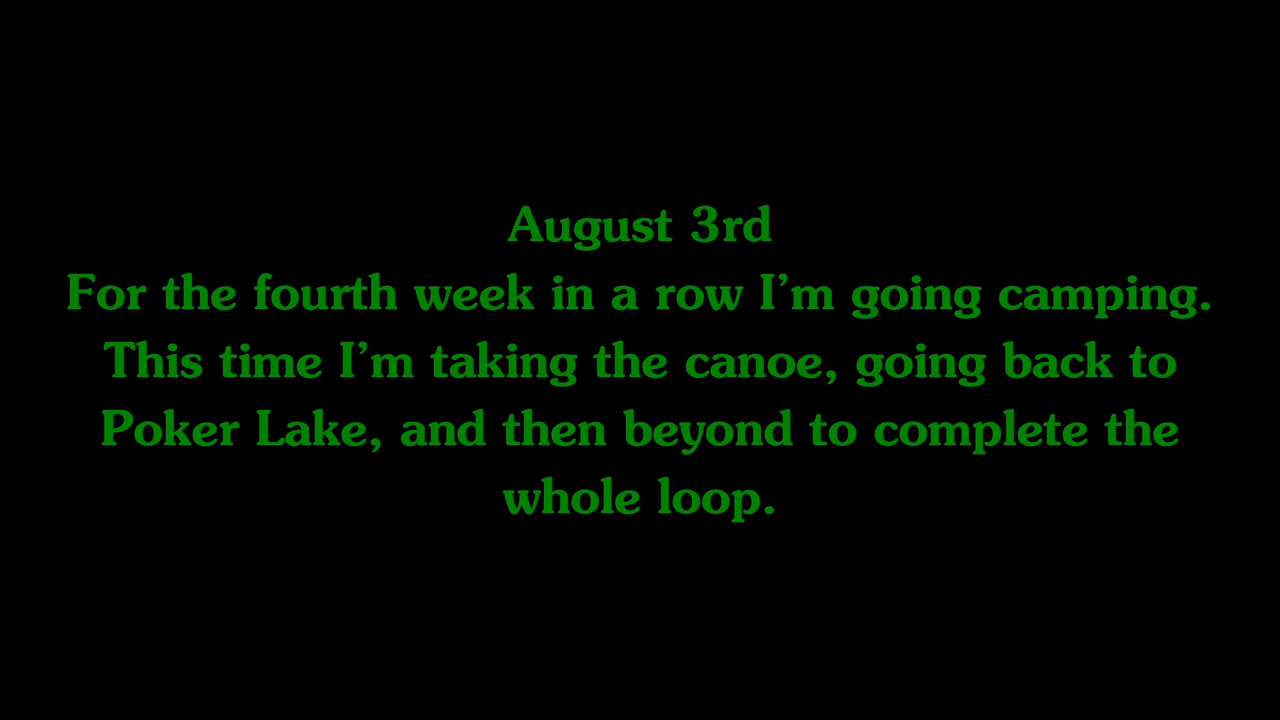 August 3rd
For the fourth week in a row I’m going camping.
This time I’m taking the canoe, going back to
Poker Lake, and then beyond to complete the
whole loop.